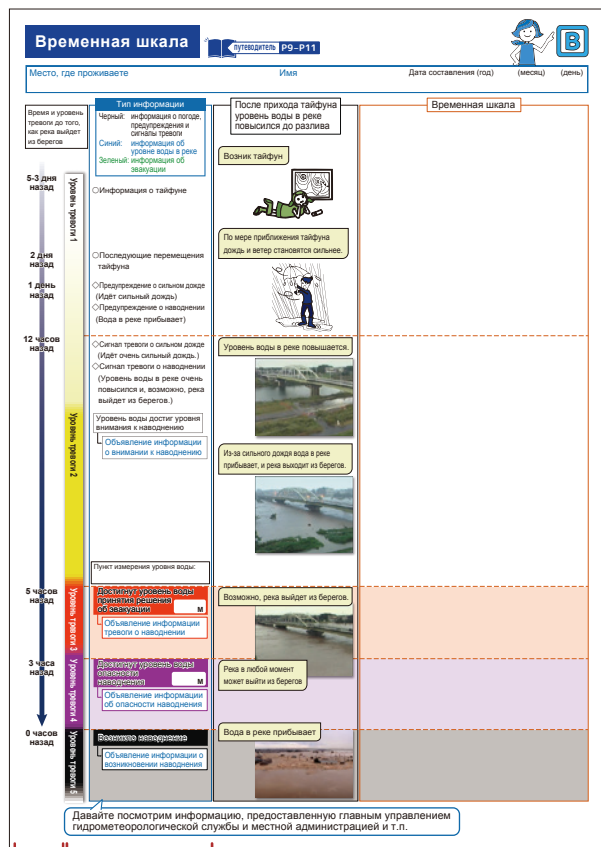 Временная шкала
путеводитель P9–P11
B
Место, где проживаете
Имя
Дата составления (год)
(месяц)
(день)
Время и уровень
тревоги до того,
как река выйдет
из берегов
Тип информации
Черный: информация о погоде,
предупреждения и
сигналы тревоги
Синий: информация об
уровне воды в реке
Зеленый: информация об
эвакуации
После прихода тайфуна
уровень воды в реке
повысился до разлива
Временная шкала
5-3 дня
назад
Уровень тревоги 1
○Информация о тайфуне
Возник тайфун
2 дня
назад
○Последующие перемещения
тайфуна
По мере приближения тайфуна
дождь и ветер становятся сильнее.
1 день
назад
◇Предупреждение о сильном дожде
(Идёт сильный дождь)
◇Предупреждение о наводнении
(Вода в реке прибывает)
12 часов
назад
◇Сигнал тревоги о сильном дожде
(Идёт очень сильный дождь.)
◇Сигнал тревоги о наводнении
(Уровень воды в реке очень
повысился и, возможно, река
выйдет из берегов.)
Уровень воды в реке повышается.
Уровень тревоги 2
Уровень воды достиг уровня
внимания к наводнению
Объявление информации
о внимании к наводнению
Из-за сильного дождя вода в реке
прибывает, и река выходит из берегов.
Пункт измерения уровня воды:
5 часов
назад
Уровень тревоги 3
Достигнут уровень воды
принятия решения
об эвакуации
М
Объявление информации
тревоги о наводнении
Возможно, река выйдет из берегов.
3 часа
назад
Уровень тревоги 4
Достигнут уровень воды
опасности
наводнения
М
Объявление информации
об опасности наводнения
Река в любой момент
может выйти из берегов
0 часов
назад
Уровень тревоги 5
Возникло наводнение
Объявление информации о
возникновении наводнения
Вода в реке прибывает
Давайте посмотрим информацию, предоставленную главным управлением
гидрометеорологической службы и местной администрацией и т.п.